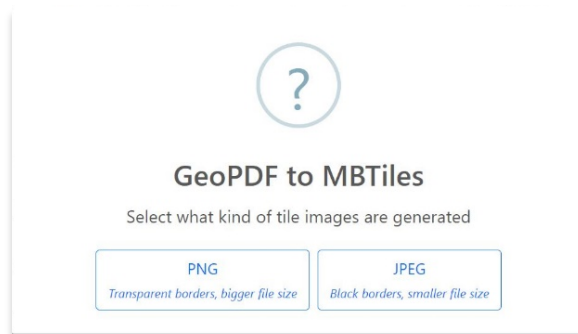 ?
GeoPDF to MBTiles
Select what kind of tile images are generated
PNG
Transparent borders, bigger file size
JPEG
Black borders, smaller file size